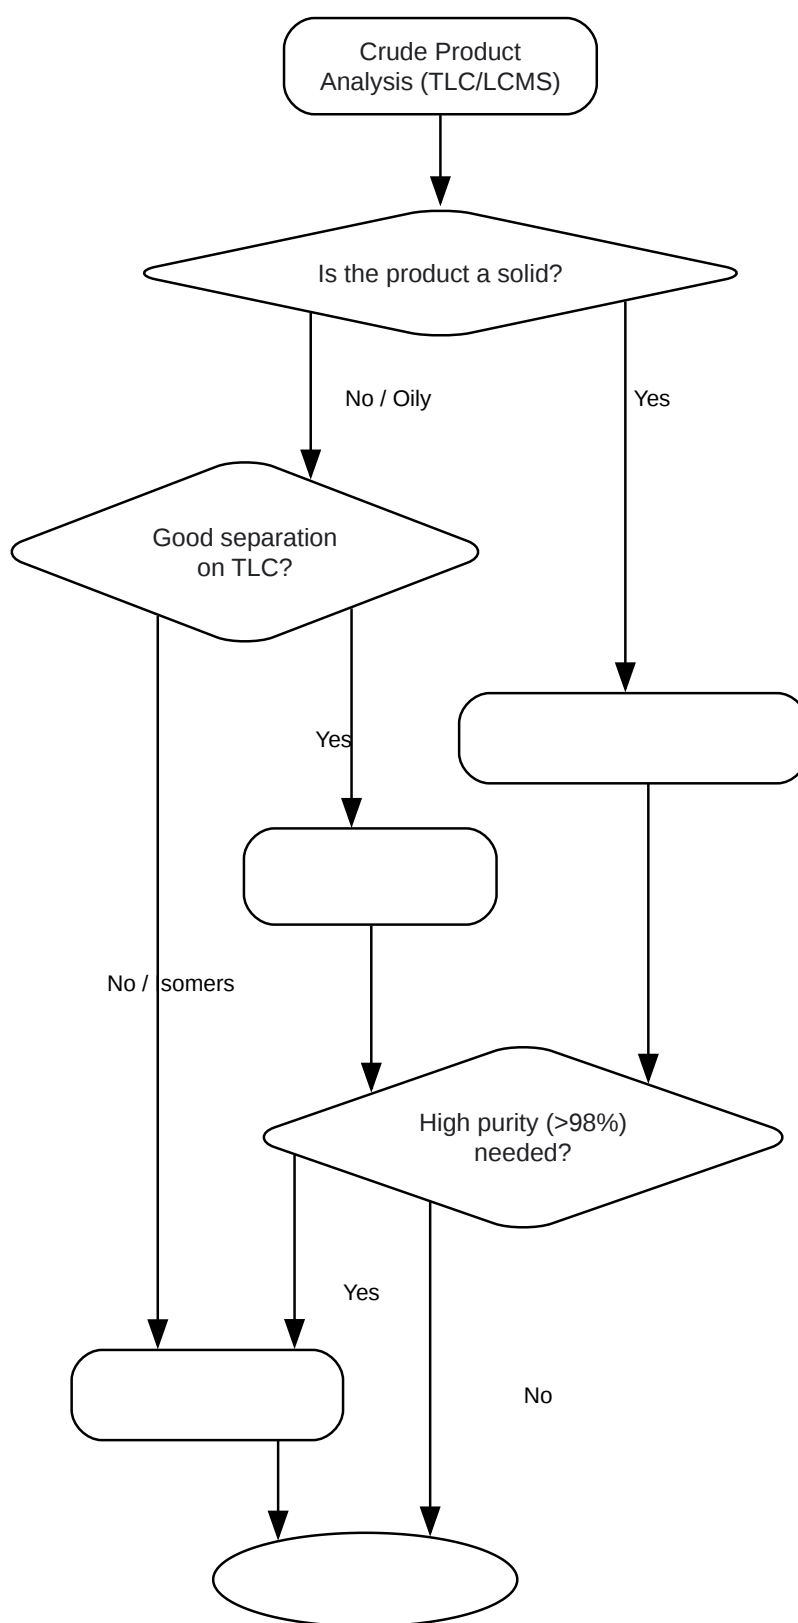 Crude Product
Analysis (TLC/LCMS)
Is the product a solid?
No / Oily
Yes
Good separation
on TLC?
Yes
No / Isomers
High purity (>98%)
needed?
Yes
No